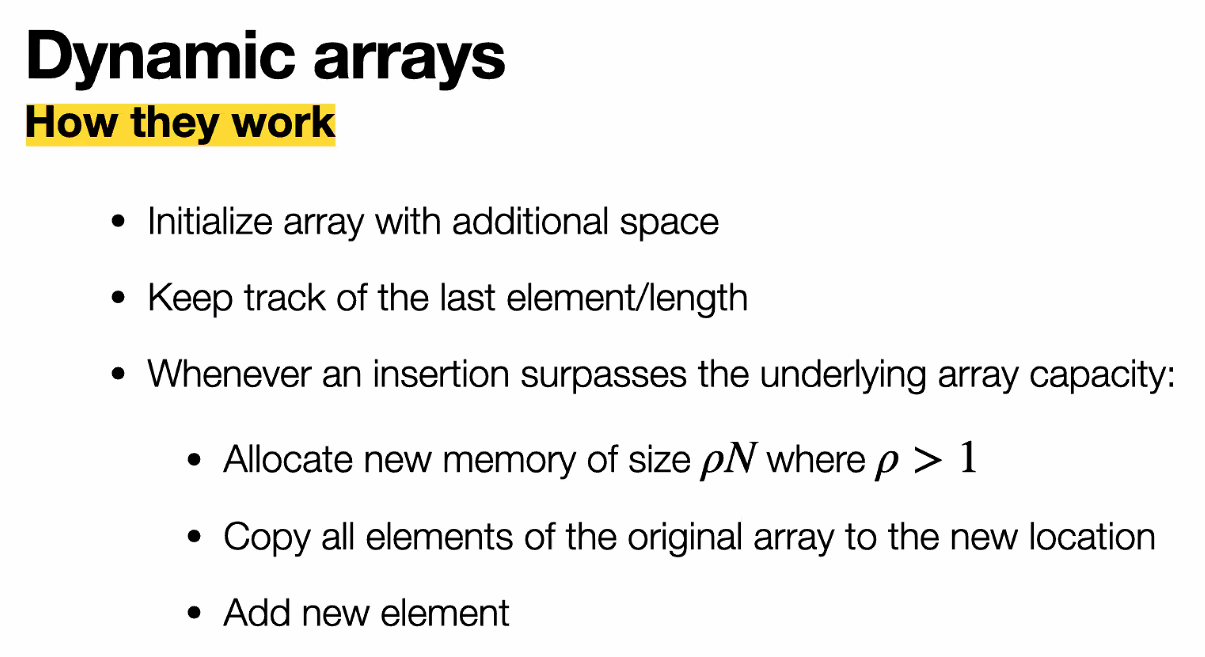 Dynamic arrays
How they work
• Initialize array with additional space
• Keep track of the last element/length
• Whenever an insertion surpasses the underlying array capacity:
• Allocate new memory of size ρN where ρ > 1
• Copy all elements of the original array to the new location
• Add new element